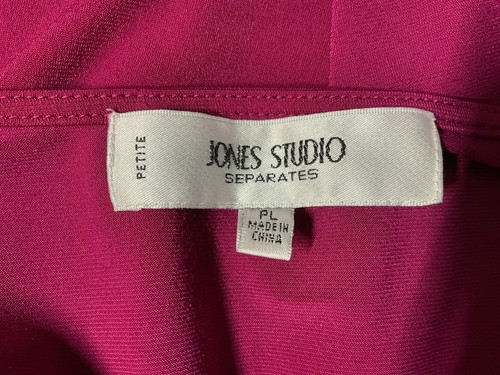 PETITE
JONES STUDIO
SEPARATES
PL
MADE IN
CHINA